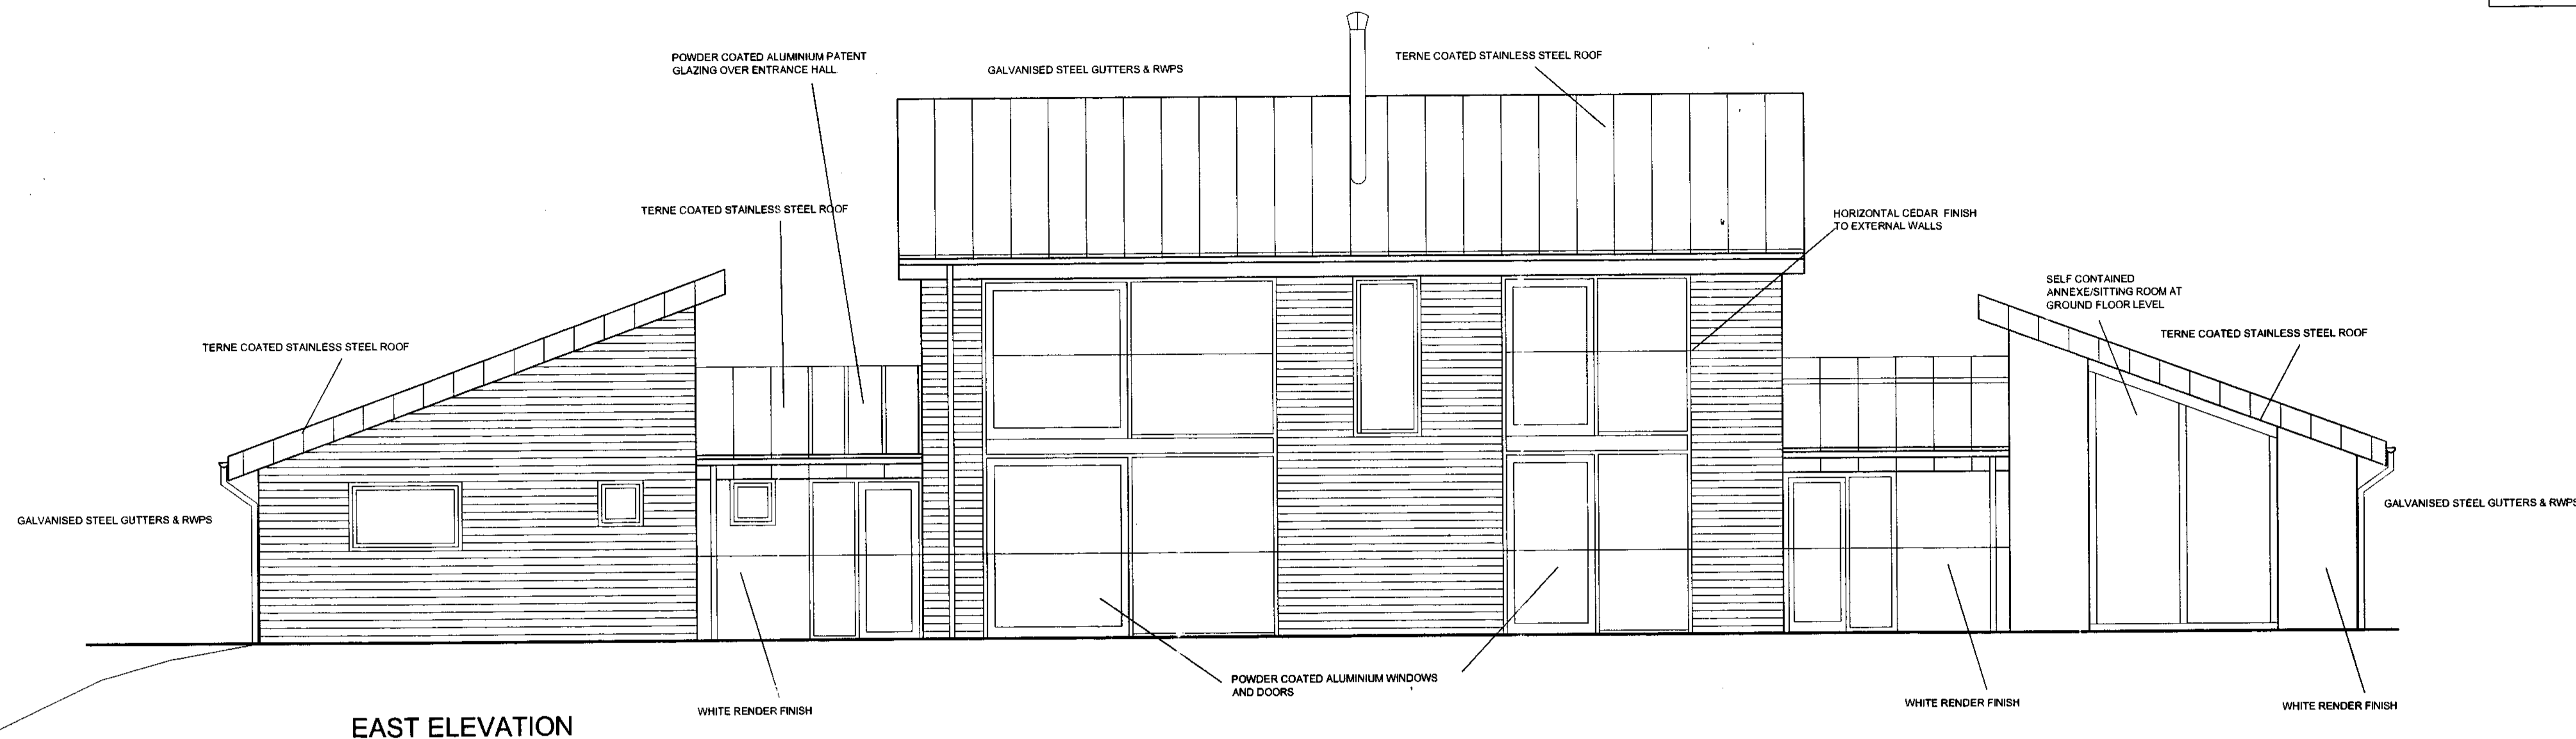 POWDER COATED ALUMINIUM PATENT
GLAZING OVER ENTRANCE HALL
GALVANISED STEEL GUTTERS & RWPS
TERNE COATED STAINLESS STEEL ROOF
TERNE COATED STAINLESS STEEL ROOF
HORIZONTAL CEDAR FINISH
TO EXTERNAL WALLS
SELF CONTAINED
ANNEXE/SITTING ROOM AT
GROUND FLOOR LEVEL
TERNE COATED STAINLESS STEEL ROOF
TERNE COATED STAINLESS STEEL ROOF
GALVANISED STEEL GUTTERS & RWPS
GALVANISED STEEL GUTTERS & RWPS
POWDER COATED ALUMINIUM WINDOWS
AND DOORS
WHITE RENDER FINISH
WHITE RENDER FINISH
WHITE RENDER FINISH
EAST ELEVATION